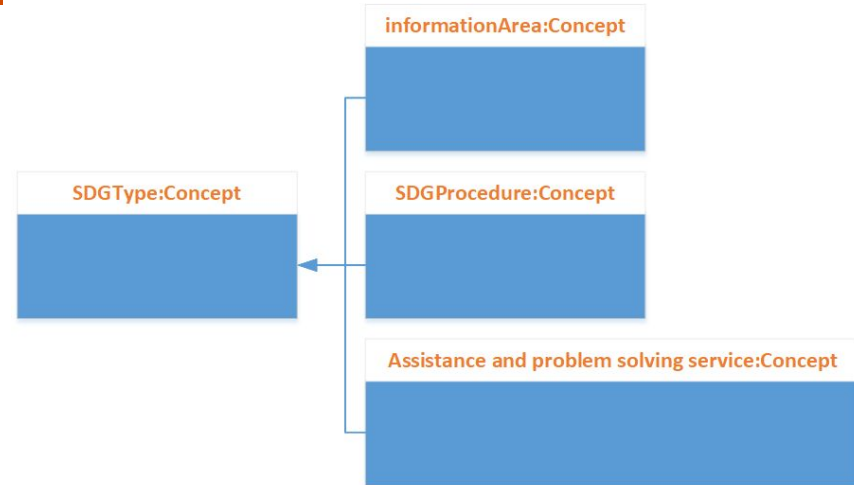 informationArea:Concept
SDGType:Concept
SDGProcedure:Concept
Assistance and problem solving service:Concept